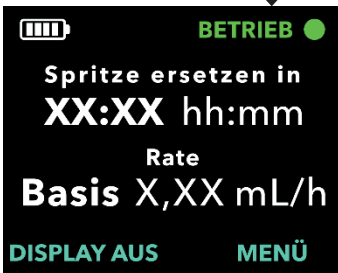 BETRIEB
Spritze ersetzen in
XX:XX hh:mm
Rate
Basis X,XX mL/h
DISPLAY AUS MENÜ